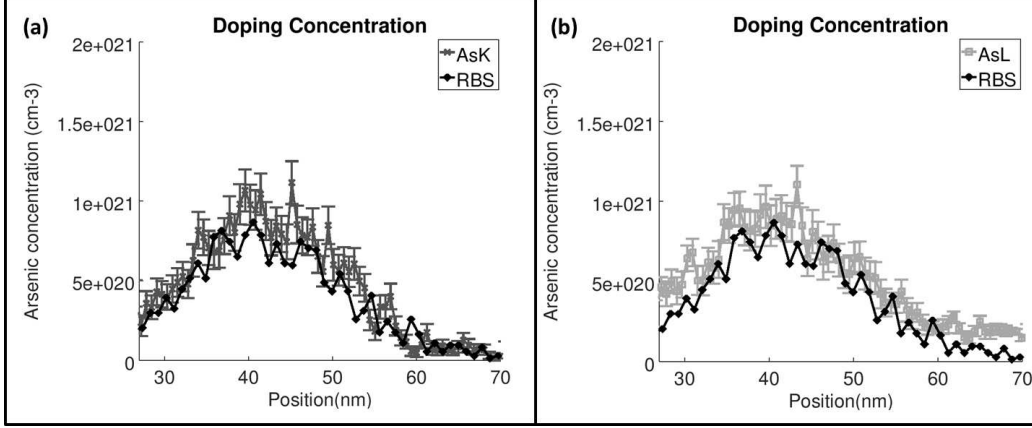 (a)
Doping Concentration
AsK
RBS
2e+021
1.5e+021
1e+021
5e+020
0
Arsenic concentration (cm-3)
30 40 50 60 70
Position(nm)
(b)
Doping Concentration
AsL
RBS
2e+021
1.5e+021
1e+021
5e+020
0
Arsenic concentration (cm-3)
30 40 50 60 70
Position(nm)